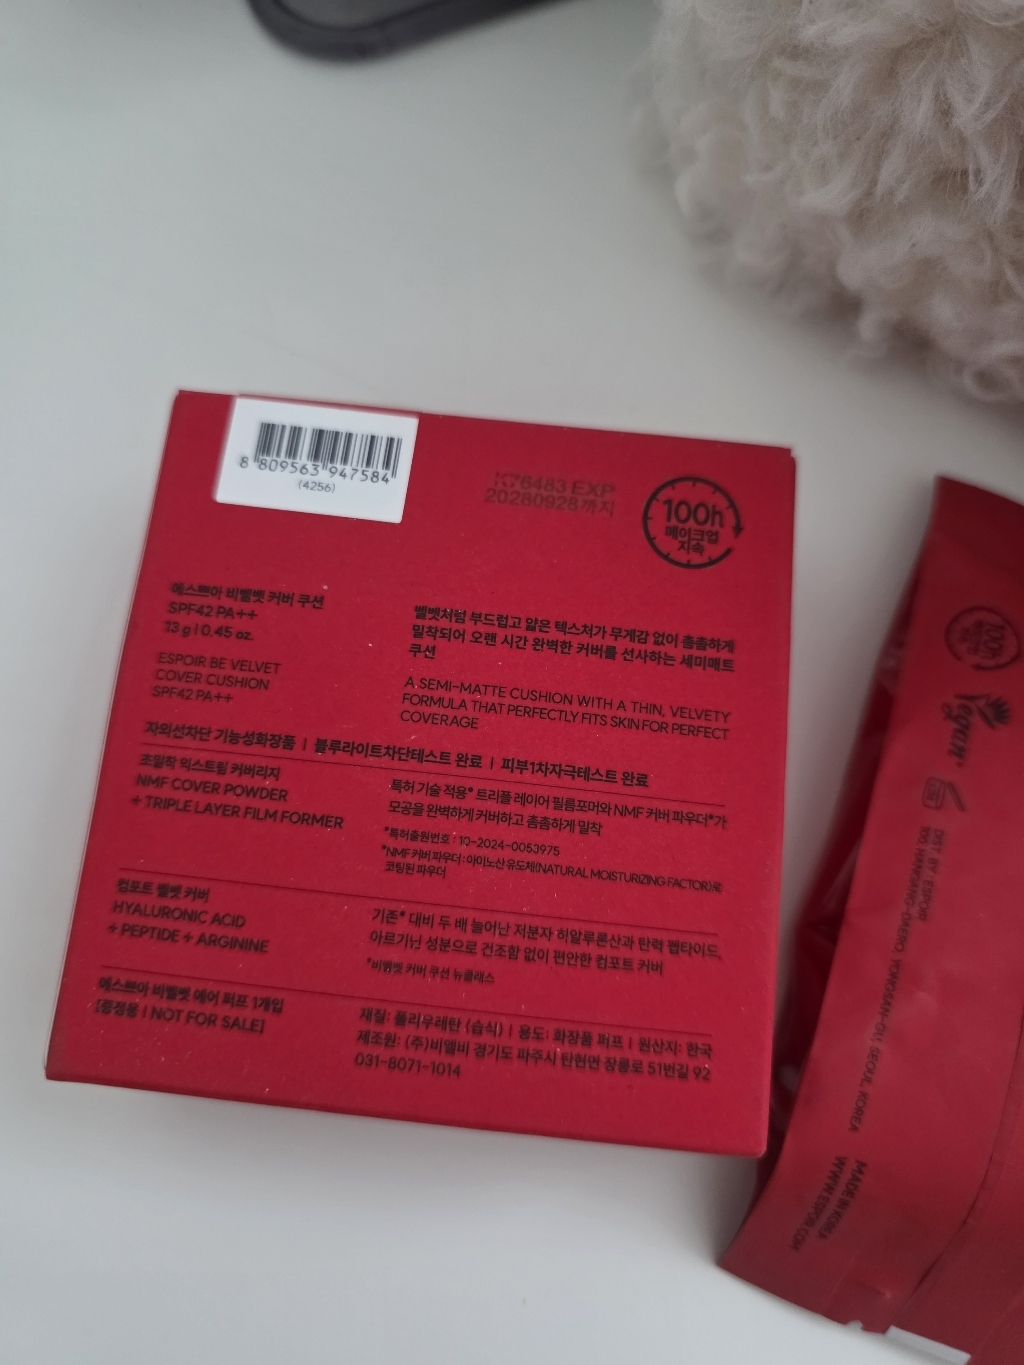 8 809563 947584
(4256)
K76483 EXP
20280928까지
100h
메이크업
지속
에스쁘아 비벨벳 커버 쿠션
SPF42 PA++
13 g | 0.45 oz.
ESPOIR BE VELVET
COVER CUSHION
SPF42 PA++
벨벳처럼 부드럽고 얇은 텍스처가 무게감 없이 촘촘하게
밀착되어 오랜 시간 완벽한 커버를 선사하는 세미매트
쿠션
A SEMI-MATTE CUSHION WITH A THIN, VELVETY
FORMULA THAT PERFECTLY FITS SKIN FOR PERFECT
COVERAGE
자외선차단 기능성화장품 | 블루라이트차단테스트 완료 | 피부1차자극테스트 완료
초밀착 익스트림 커버리지
NMF COVER POWDER
+ TRIPLE LAYER FILM FORMER
특허 기술 적용* 트리플 레이어 필름포머와 NMF 커버 파우더*가
모공을 완벽하게 커버하고 촘촘하게 밀착
*특허출원번호 : 10-2024-0053975
*NMF 커버 파우더 : 아미노산 유도체(NATURAL MOISTURIZING FACTOR)로
코팅된 파우더
컴포트 벨벳 커버
HYALURONIC ACID
+ PEPTIDE + ARGININE
기존* 대비 두 배 늘어난 저분자 히알루론산과 탄력 펩타이드,
아르기닌 성분으로 건조함 없이 편안한 컴포트 커버
*비벨벳 커버 쿠션 뉴클래스
에스쁘아 비벨벳 에어 퍼프 1개입
[증정용 | NOT FOR SALE]
재질: 폴리우레탄 (습식) | 용도: 화장품 퍼프 | 원산지: 한국
제조원: (주)비엘비 경기도 파주시 탄현면 장릉로 51번길 92
031-8071-1014
100h
Vegan
DIST. BY : ESPOIR
100 HANGANG-DAERO, YONGSAN-GU, SEOUL, KOREA
MADE IN KOREA
WWW.ESPOIR.COM